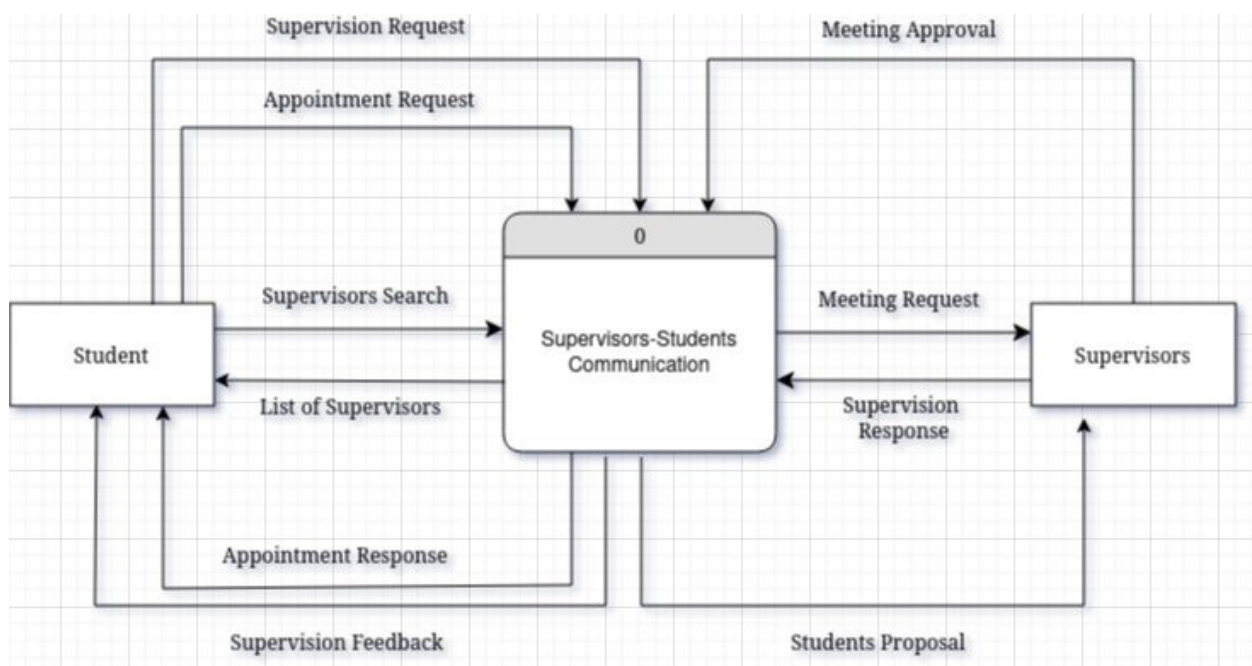 Supervision Request
Meeting Approval
Appointment Request
0
Supervisors Search
Meeting Request
Student
Supervisors-Students
Communication
Supervisors
List of Supervisors
Supervision
Response
Appointment Response
Supervision Feedback
Students Proposal